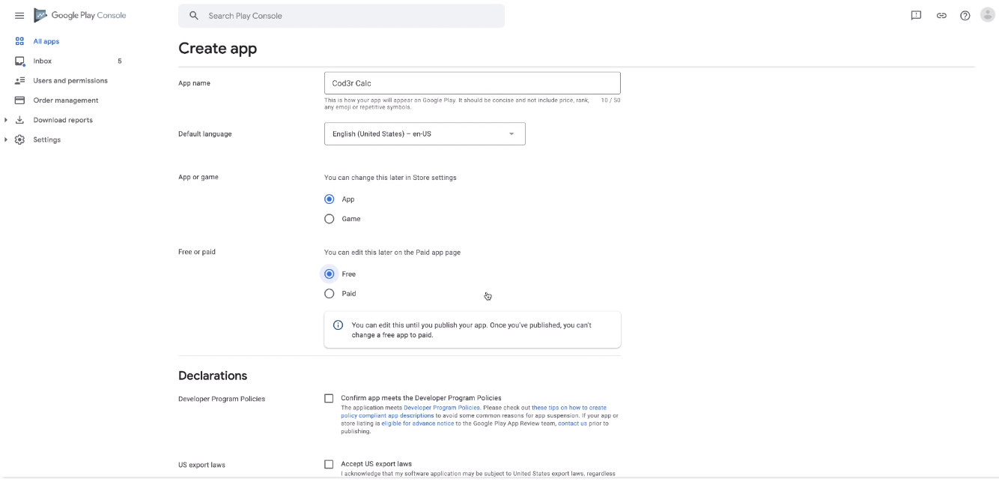 Google Play Console
Search Play Console
All apps
Inbox 5
Users and permissions
Order management
Download reports
Settings
Create app
App name
Cod3r Calc
This is how your app will appear on Google Play. It should be concise and not include price, rank, 10 / 50
any emoji or repetitive symbols.
Default language
English (United States) – en-US
App or game
You can change this later in Store settings
App
Game
Free or paid
You can edit this later on the Paid app page
Free
Paid
You can edit this until you publish your app. Once you've published, you can't
change a free app to paid.
Declarations
Developer Program Policies
Confirm app meets the Developer Program Policies
The application meets Developer Program Policies. Please check out these tips on how to create
policy compliant app descriptions to avoid some common reasons for app suspension. If your app or
store listing is eligible for advance notice to the Google Play App Review team, contact us prior to
publishing.
US export laws
Accept US export laws
I acknowledge that my software application may be subject to United States export laws, regardless